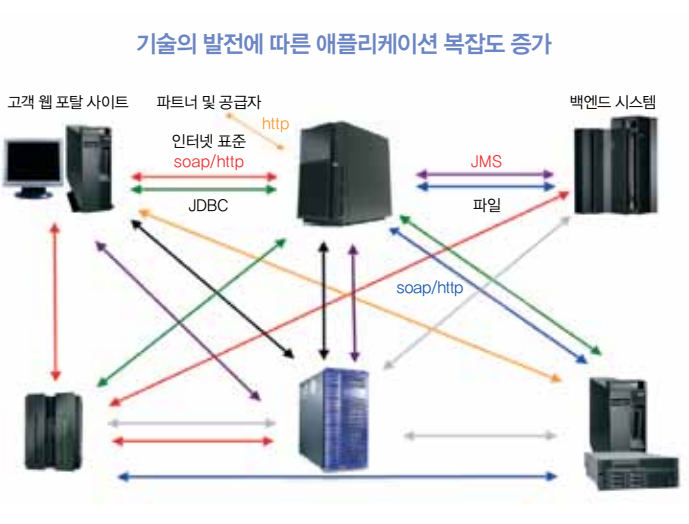 기술의 발전에 따른 애플리케이션 복잡도 증가
고객 웹 포탈 사이트
파트너 및 공급자
백엔드 시스템
http
인터넷 표준
soap/http
JMS
JDBC
파일
soap/http